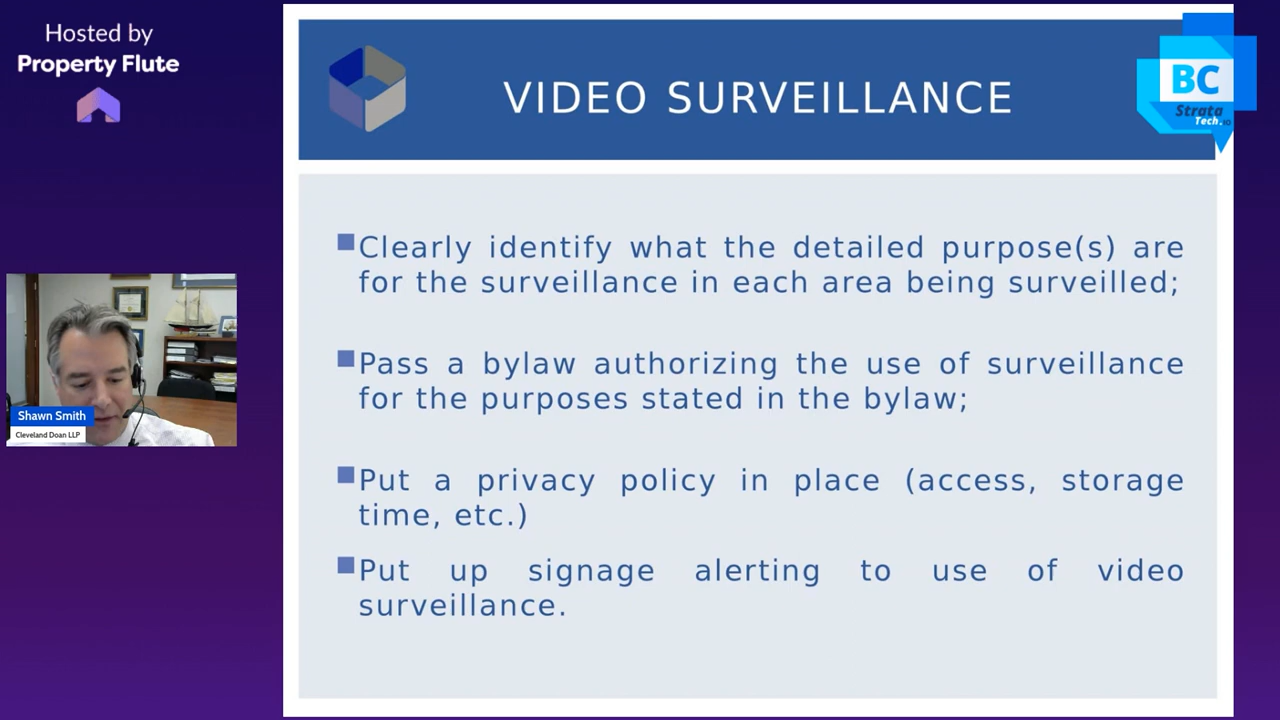 Hosted by
Property Flute
VIDEO SURVEILLANCE
BC
Strata
Tech.io
Clearly identify what the detailed purpose(s) are
for the surveillance in each area being surveilled;
Pass a bylaw authorizing the use of surveillance
for the purposes stated in the bylaw;
Put a privacy policy in place (access, storage
time, etc.)
Put up signage alerting to use of video
surveillance.
Shawn Smith
Cleveland Doan LLP